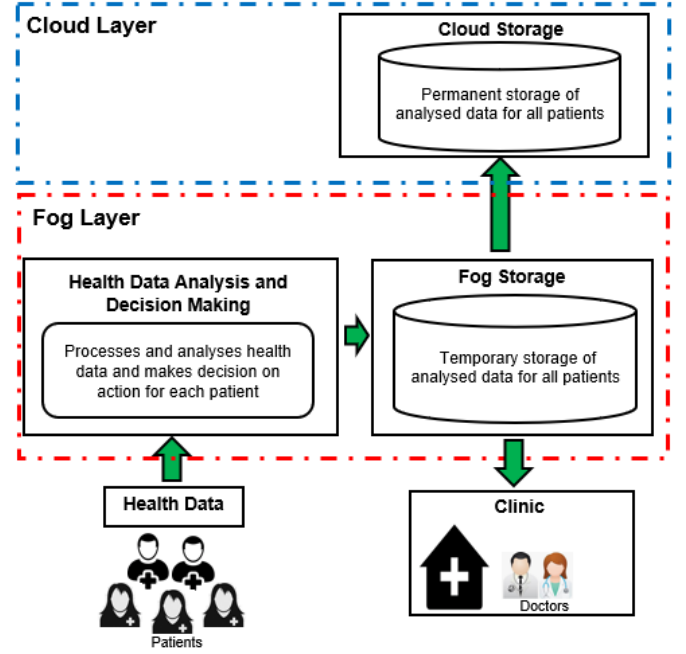 Cloud Layer
Cloud Storage
Permanent storage of
analysed data for all patients
Fog Layer
Health Data Analysis and
Decision Making
Processes and analyses health
data and makes decision on
action for each patient
Fog Storage
Temporary storage of
analysed data for all patients
Health Data
Patients
Clinic
Doctors